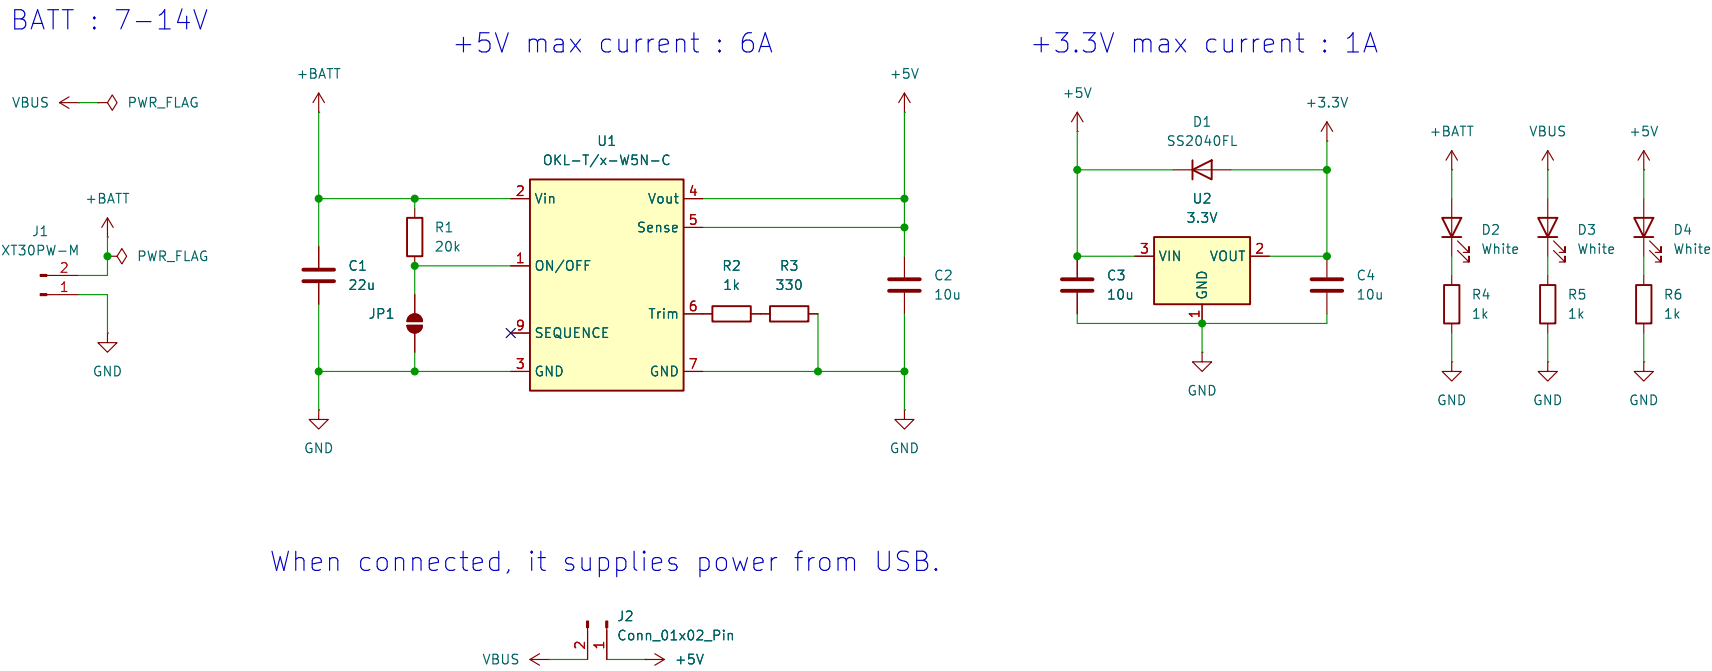 BATT : 7-14V
+5V max current : 6A
+3.3V max current : 1A
VBUS
PWR_FLAG
+BATT
J1
XT30PW-M
2
1
PWR_FLAG
GND
+BATT
+5V
U1
OKL-T/x-W5N-C
2
Vin
Vout
4
Sense
5
R1
20k
1
ON/OFF
C1
22u
R2
1k
R3
330
C2
10u
JP1
Trim
6
9
SEQUENCE
3
GND
GND
7
GND
GND
+5V
+3.3V
D1
SS2040FL
U2
3.3V
3
VIN
VOUT
2
GND
1
C3
10u
C4
10u
GND
+BATT
VBUS
+5V
D2
White
D3
White
D4
White
R4
1k
R5
1k
R6
1k
GND
GND
GND
When connected, it supplies power from USB.
J2
Conn_01x02_Pin
2
1
VBUS
+5V